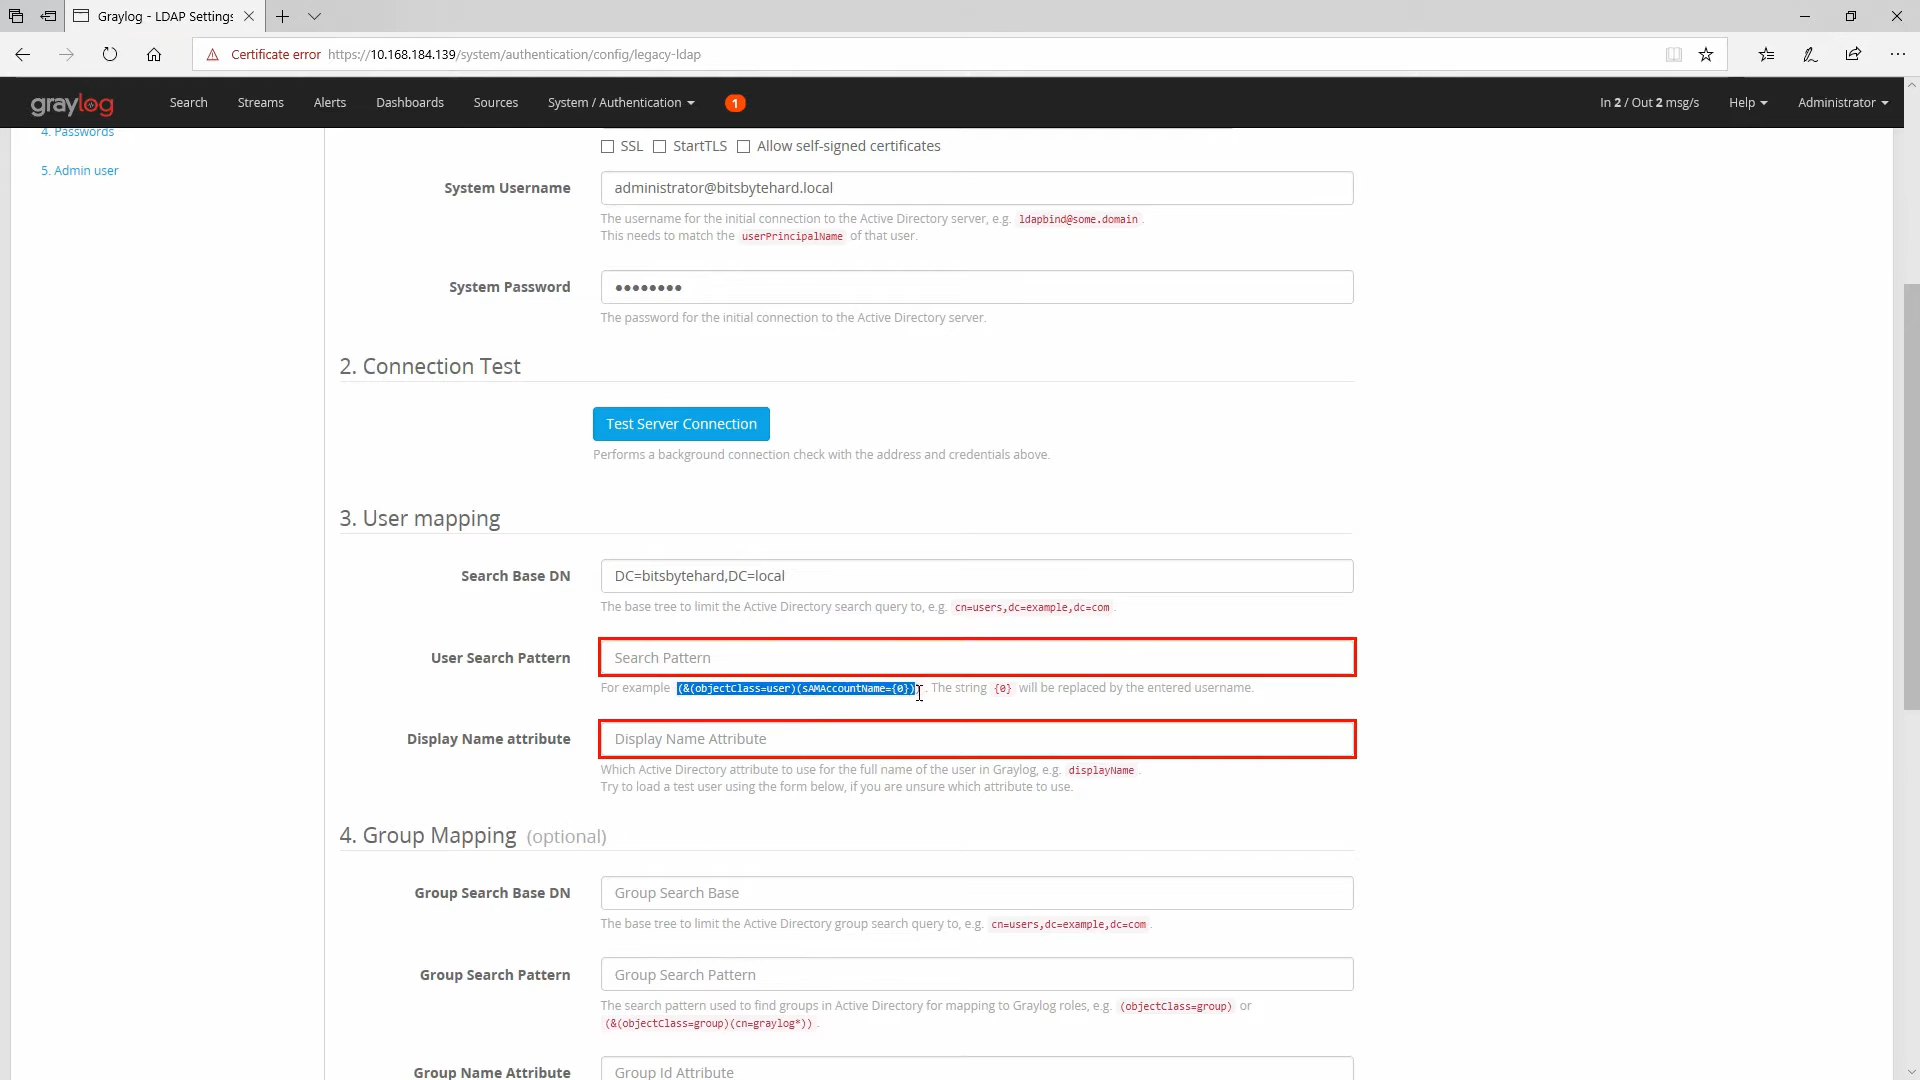 Graylog - LDAP Settings
Certificate error https://10.168.184.139/system/authentication/config/legacy-ldap
graylog
Search Streams Alerts Dashboards Sources System / Authentication 1 In 2 / Out 2 msg/s Help Administrator
4. Passwords
5. Admin user
SSL StartTLS Allow self-signed certificates
System Username administrator@bitsbytehard.local
The username for the initial connection to the Active Directory server, e.g. ldapbind@some.domain.
This needs to match the userPrincipalName of that user.
System Password ●●●●●●●●
The password for the initial connection to the Active Directory server.
2. Connection Test
Test Server Connection
Performs a background connection check with the address and credentials above.
3. User mapping
Search Base DN DC=bitsbytehard,DC=local
The base tree to limit the Active Directory search query to, e.g. cn=users,dc=example,dc=com.
User Search Pattern Search Pattern
For example (&(objectClass=user)(sAMAccountName={0})). The string {0} will be replaced by the entered username.
Display Name attribute Display Name Attribute
Which Active Directory attribute to use for the full name of the user in Graylog, e.g. displayName.
Try to load a test user using the form below, if you are unsure which attribute to use.
4. Group Mapping (optional)
Group Search Base DN Group Search Base
The base tree to limit the Active Directory group search query to, e.g. cn=users,dc=example,dc=com.
Group Search Pattern Group Search Pattern
The search pattern used to find groups in Active Directory for mapping to Graylog roles, e.g. (objectClass=group) or
(&(objectClass=group)(cn=graylog*)).
Group Name Attribute Group Id Attribute